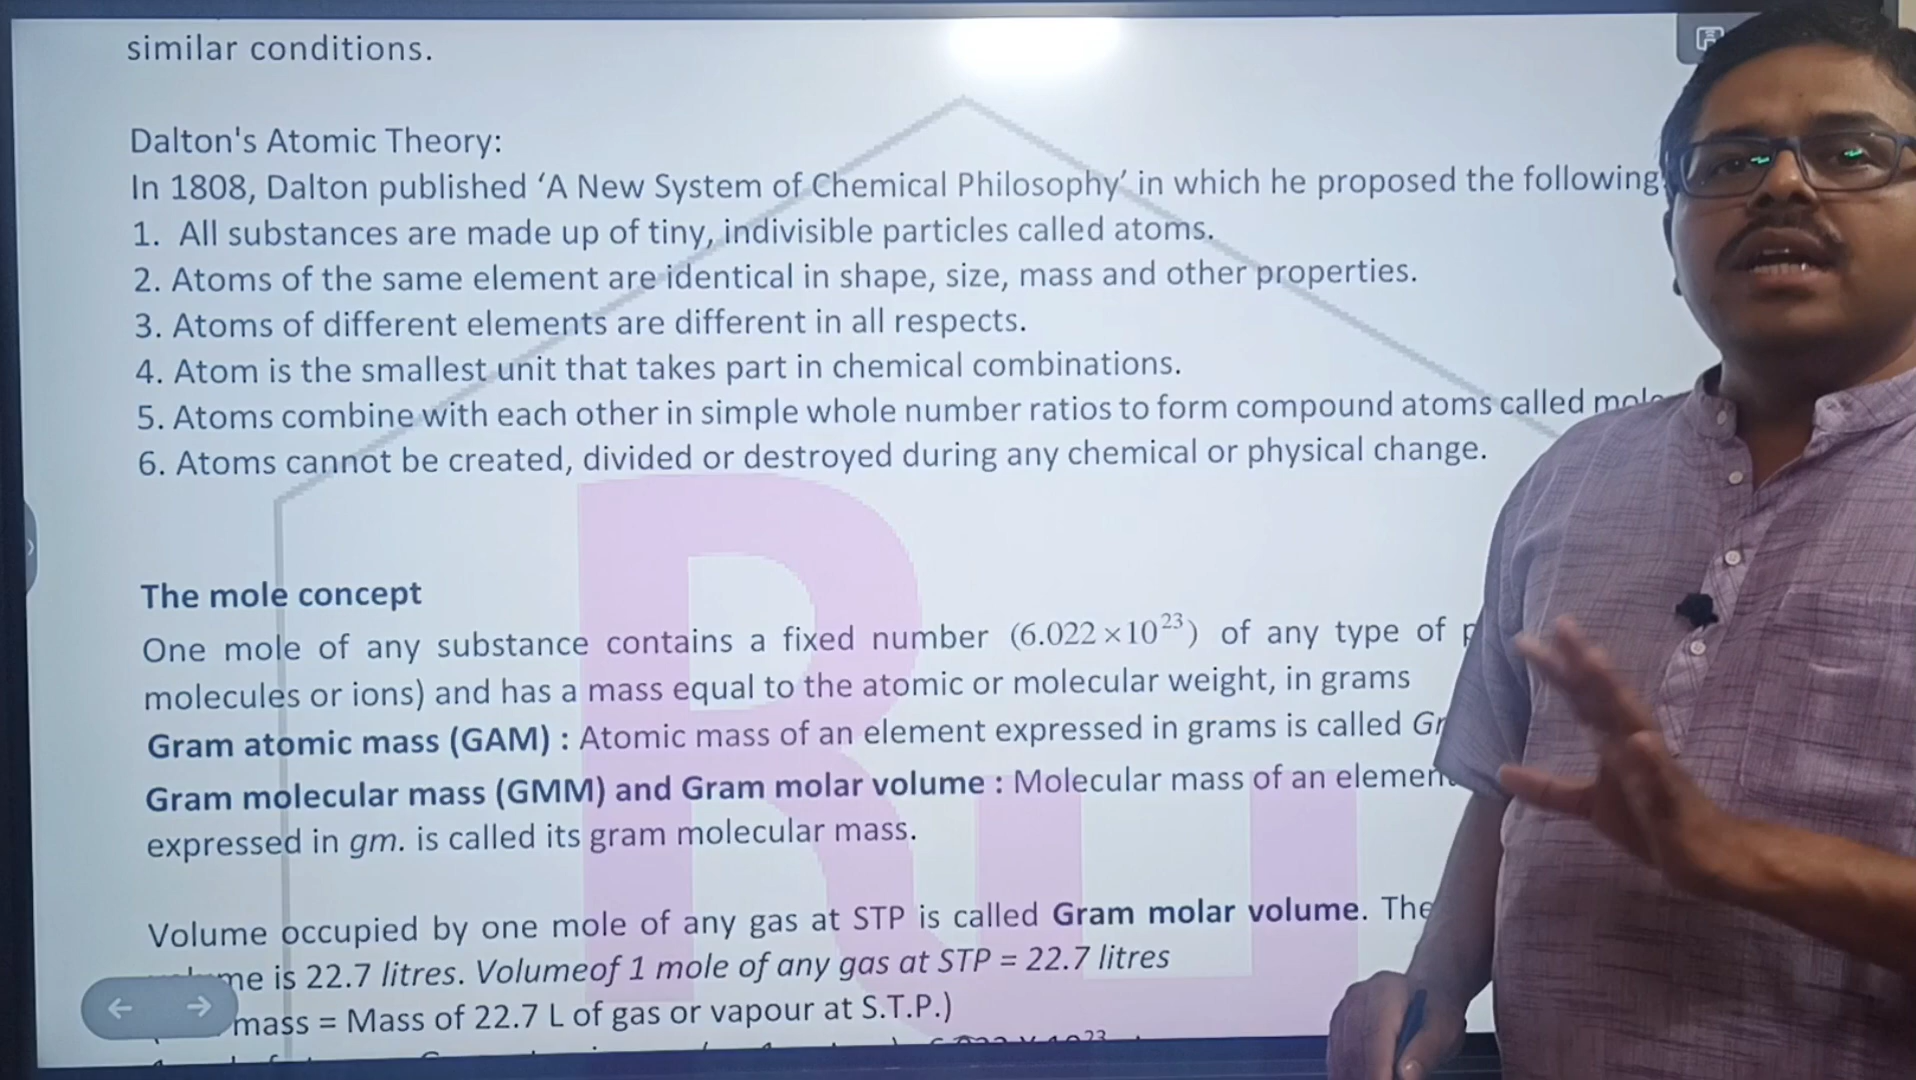 similar conditions.
Dalton's Atomic Theory:
In 1808, Dalton published ‘A New System of Chemical Philosophy’ in which he proposed the following
1. All substances are made up of tiny, indivisible particles called atoms.
2. Atoms of the same element are identical in shape, size, mass and other properties.
3. Atoms of different elements are different in all respects.
4. Atom is the smallest unit that takes part in chemical combinations.
5. Atoms combine with each other in simple whole number ratios to form compound atoms called
6. Atoms cannot be created, divided or destroyed during any chemical or physical change.
The mole concept
One mole of any substance contains a fixed number (6.022×10²³) of any type of
molecules or ions) and has a mass equal to the atomic or molecular weight, in grams
Gram atomic mass (GAM) : Atomic mass of an element expressed in grams is called
Gram molecular mass (GMM) and Gram molar volume : Molecular mass of an element
expressed in gm. is called its gram molecular mass.
Volume occupied by one mole of any gas at STP is called Gram molar volume. The
is 22.7 litres. Volumeof 1 mole of any gas at STP = 22.7 litres
mass = Mass of 22.7 L of gas or vapour at S.T.P.)